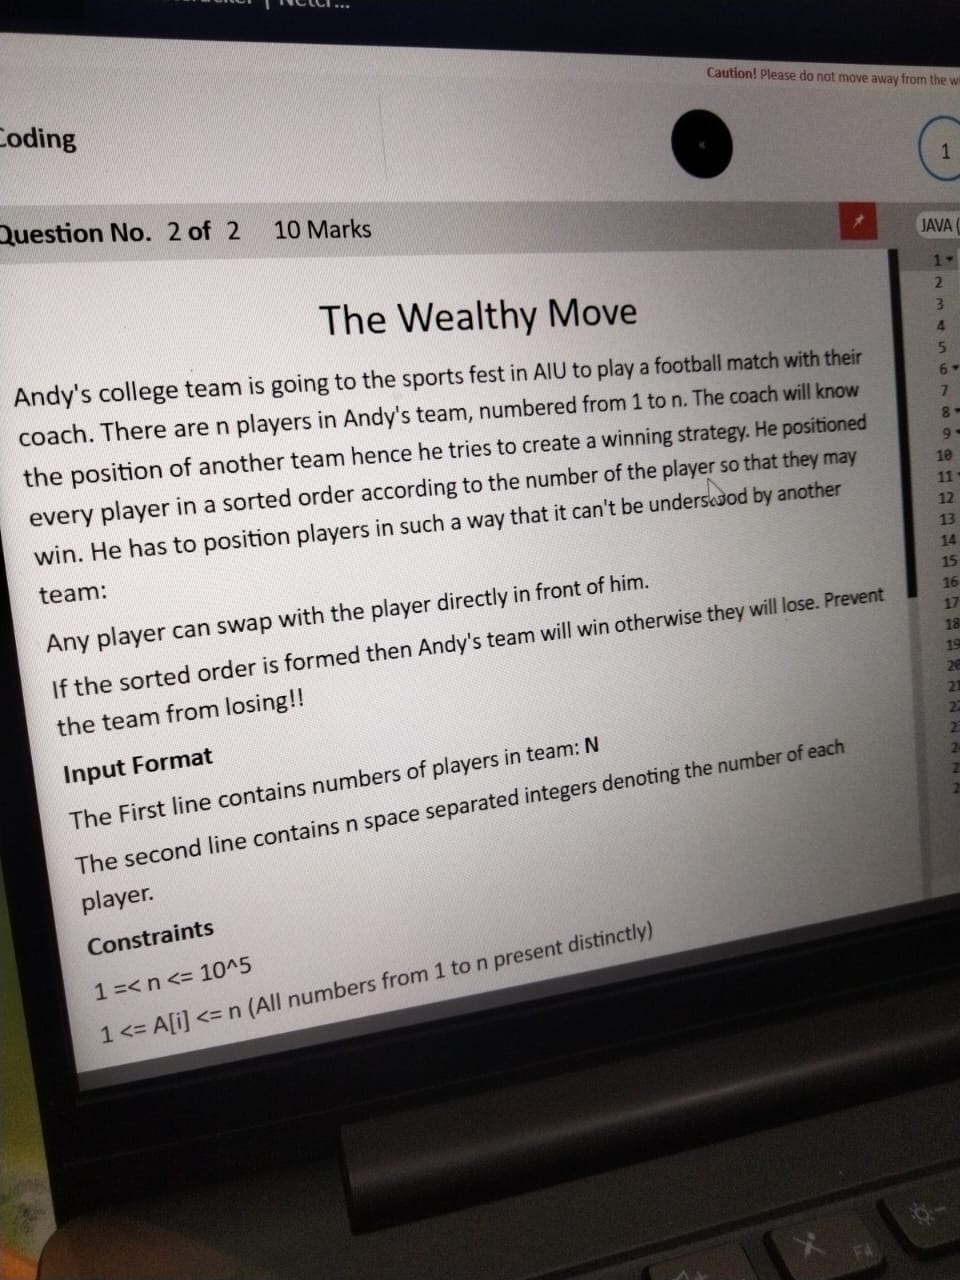 Caution! Please do not move away from the
Coding
«
1
Question No. 2 of 2 10 Marks
JAVA (
The Wealthy Move
Andy's college team is going to the sports fest in AIU to play a football match with their
coach. There are n players in Andy's team, numbered from 1 to n. The coach will know
the position of another team hence he tries to create a winning strategy. He positioned
every player in a sorted order according to the number of the player so that they may
win. He has to position players in such a way that it can't be understood by another
team:
Any player can swap with the player directly in front of him.
If the sorted order is formed then Andy's team will win otherwise they will lose. Prevent
the team from losing!!
Input Format
The First line contains numbers of players in team: N
The second line contains n space separated integers denoting the number of each
player.
Constraints
1 =< n <= 10^5
1 <= A[i] <= n (All numbers from 1 to n present distinctly)
1
2
3
4
5
6
7
8
9
10
11
12
13
14
15
16
17
18
19
F4